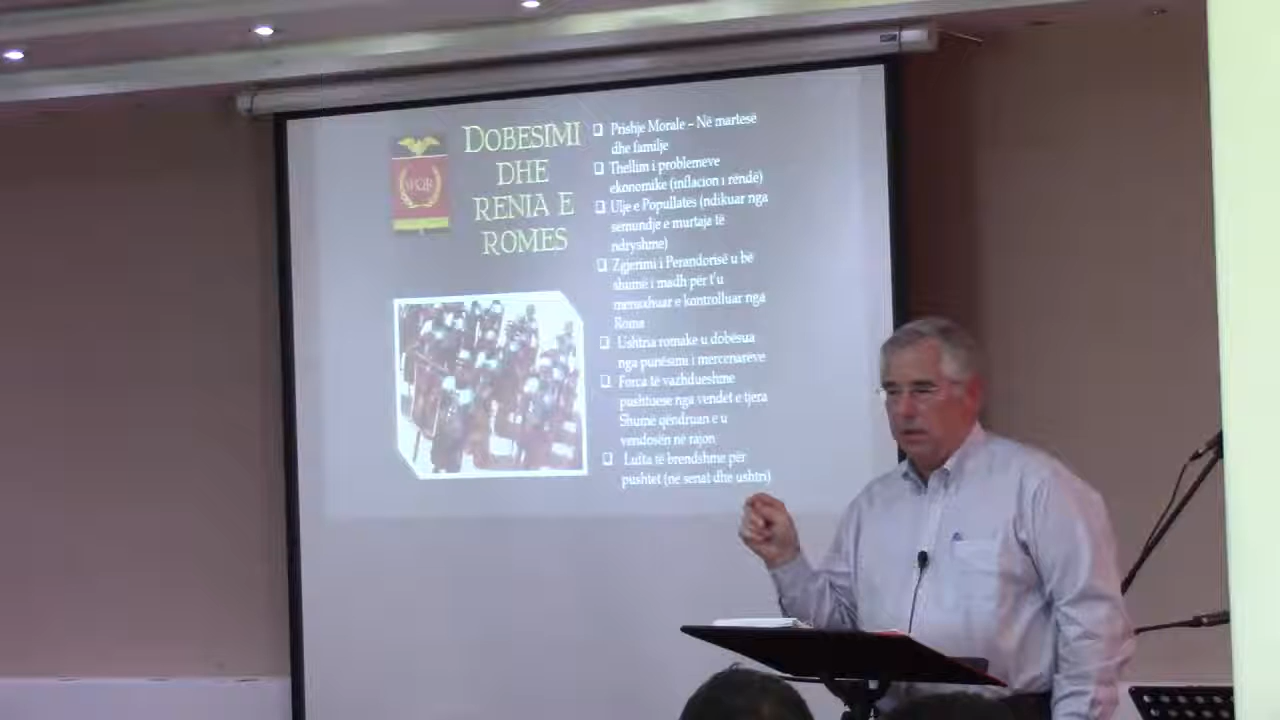 DOBESIMI
DHE
RENIA E
ROMES
Prishje Morale – Në martesë
dhe familje
Thellim i problemeve
ekonomike (inflacion i rëndë)
Ulje e Popullatës (ndikuar nga
sëmundje e murtaja të
ndryshme)
Zgjerimi i Perandorisë u bë
shumë i madh për t'u
menaxhuar e kontrolluar nga
Roma
Ushtria romake u dobësua
nga punësimi i mercenarëve
Forca të vazhdueshme
pushtuese nga vendet e tjera
Shumë qëndruan e u
vendosën në rajon
Lufta të brendshme për
pushtet (në senat dhe ushtri)